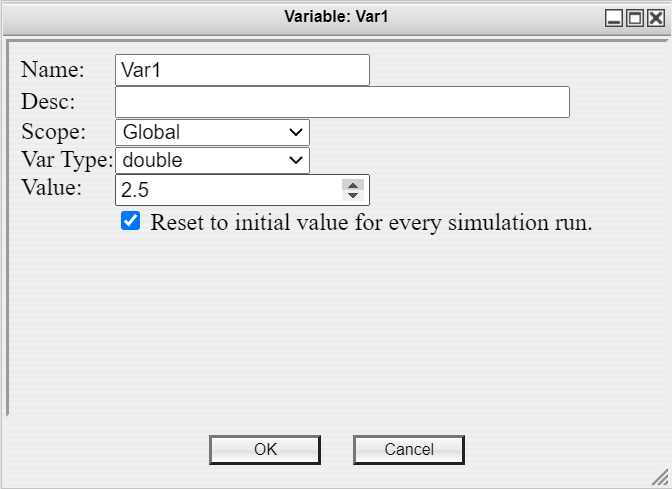 Variable: Var1
Name: Var1
Desc:
Scope: Global
Var Type: double
Value: 2.5
Reset to initial value for every simulation run.
OK Cancel